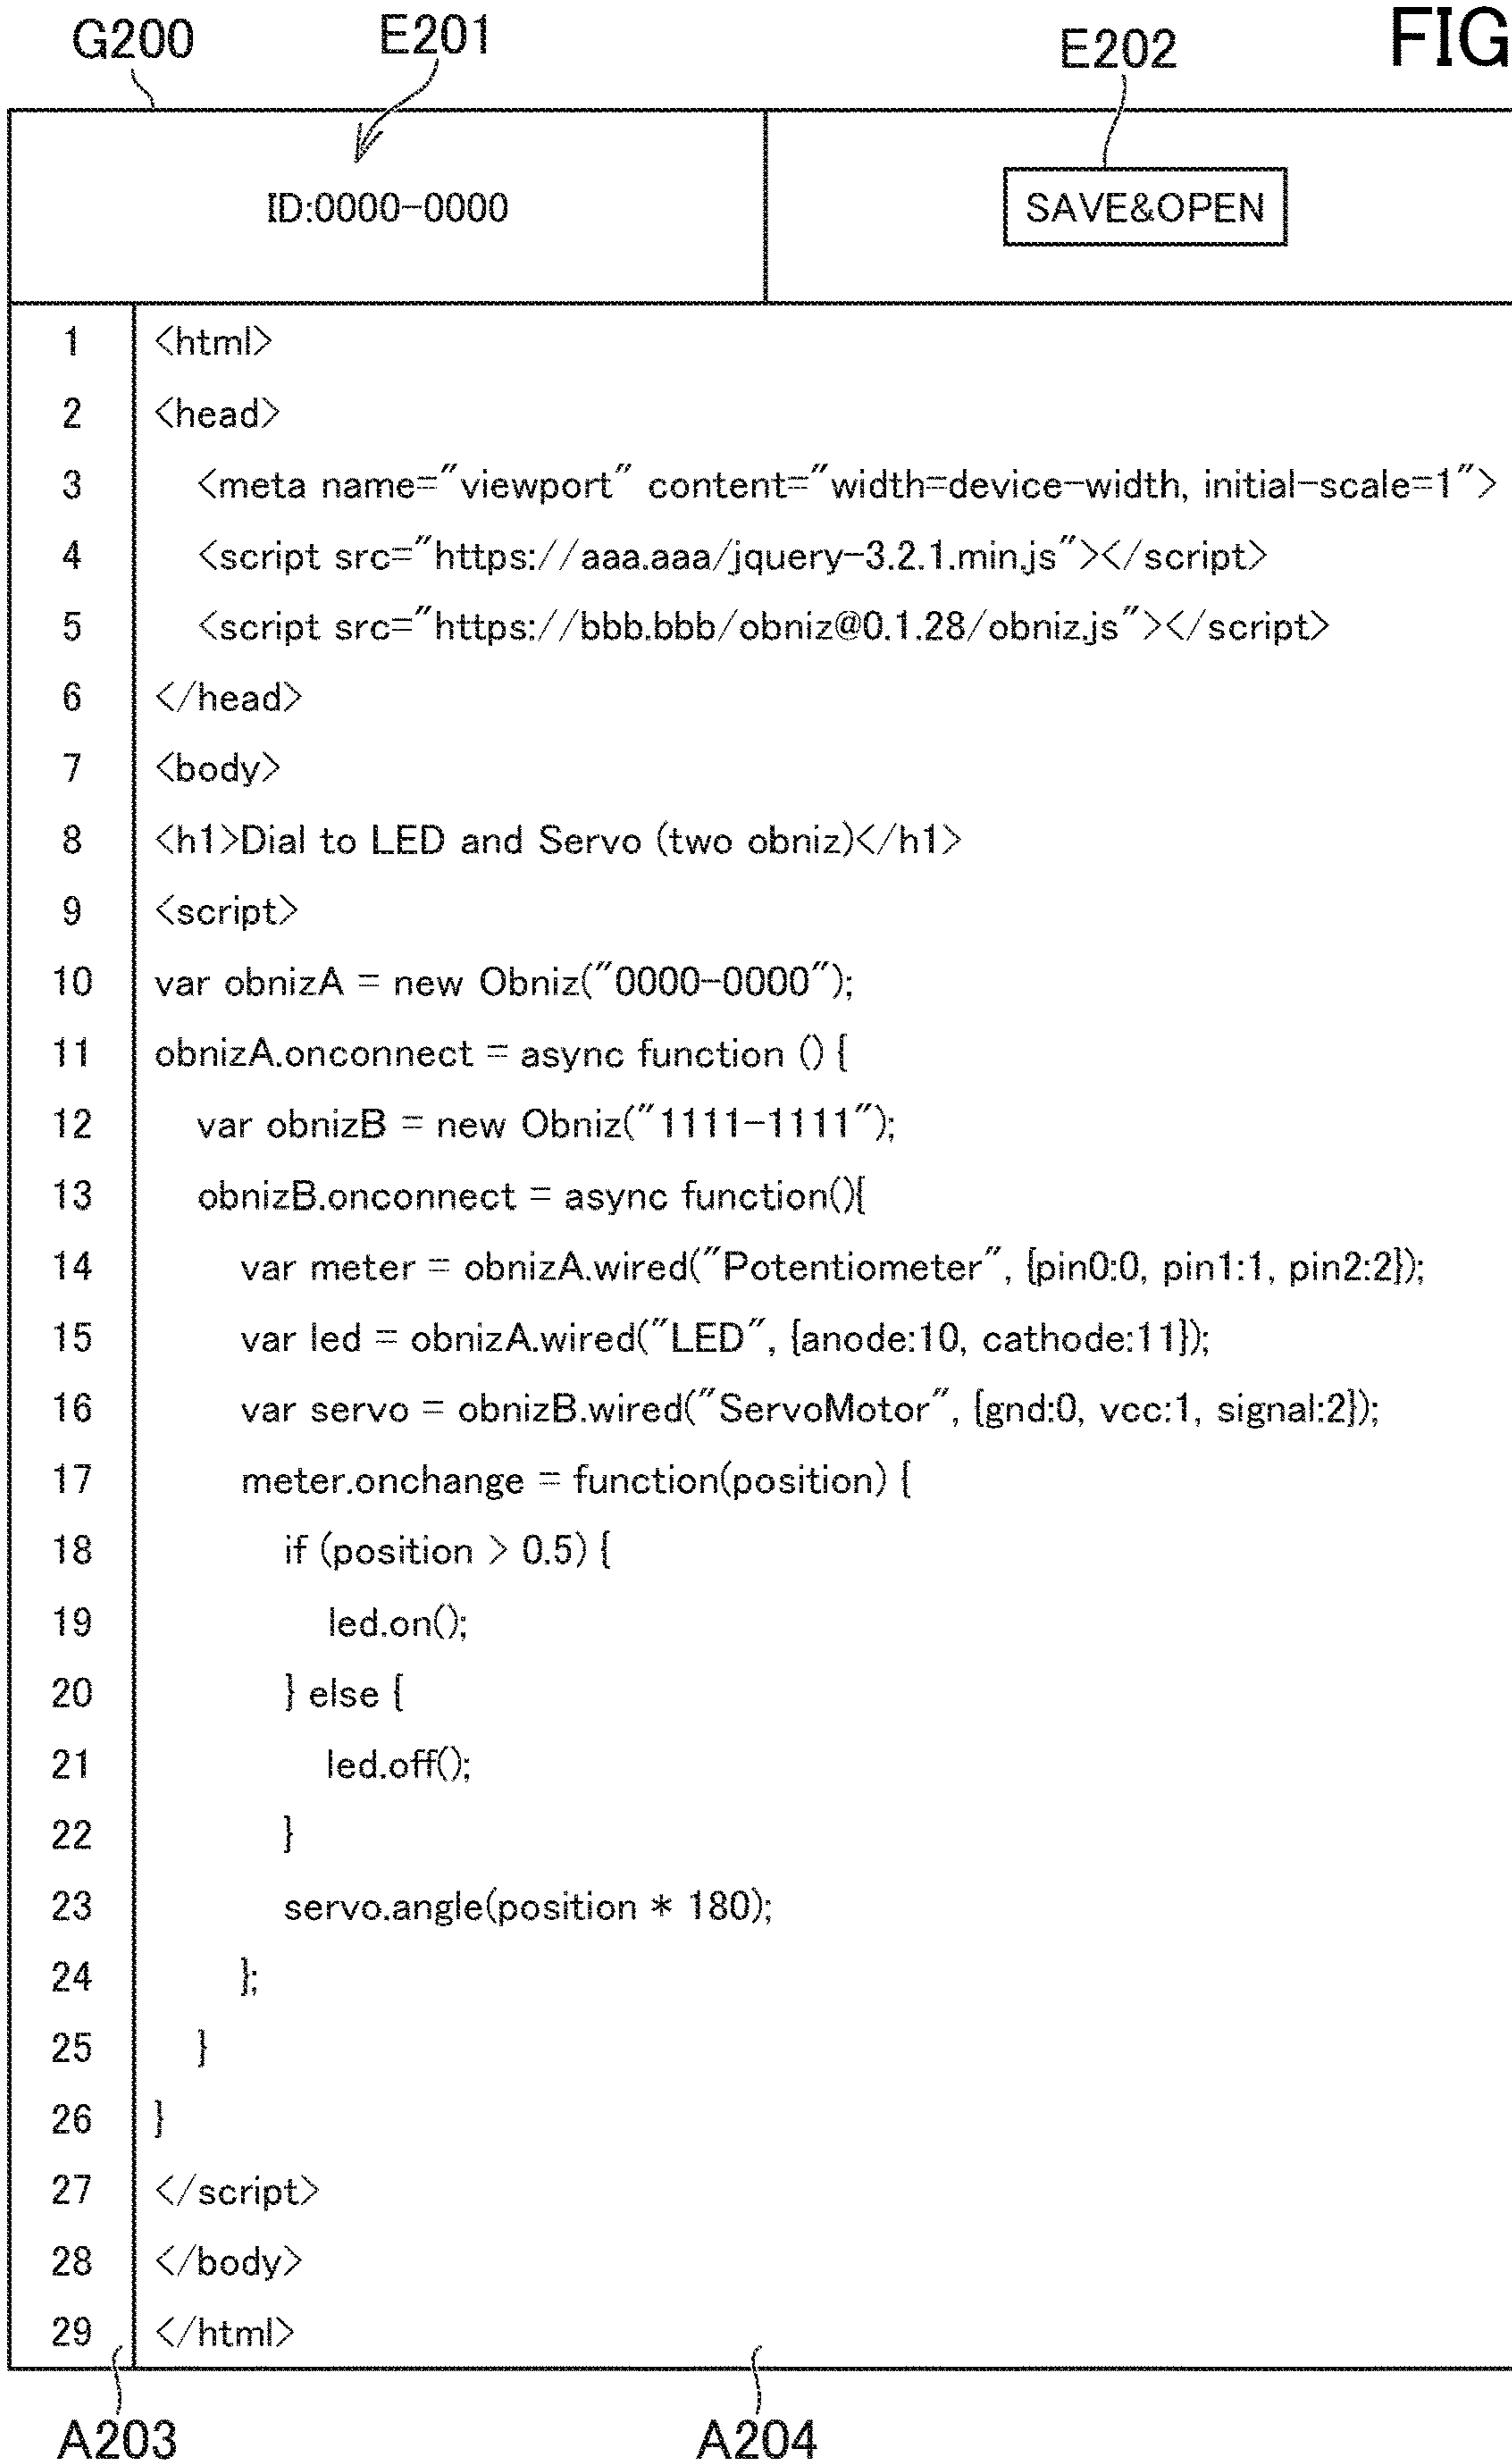 G200 E201 E202 FIG
ID:0000-0000 SAVE&OPEN
1 <html>
2 <head>
3 <meta name="viewport" content="width=device-width, initial-scale=1">
4 <script src="https://aaa.aaa/jquery-3.2.1.min.js"></script>
5 <script src="https://bbb.bbb/obniz@0.1.28/obniz.js"></script>
6 </head>
7 <body>
8 <h1>Dial to LED and Servo (two obniz)</h1>
9 <script>
10 var obnizA = new Obniz("0000-0000");
11 obnizA.onconnect = async function () {
12 var obnizB = new Obniz("1111-1111");
13 obnizB.onconnect = async function(){
14 var meter = obnizA.wired("Potentiometer", {pin0:0, pin1:1, pin2:2});
15 var led = obnizA.wired("LED", {anode:10, cathode:11});
16 var servo = obnizB.wired("ServoMotor", {gnd:0, vcc:1, signal:2});
17 meter.onchange = function(position) {
18 if (position > 0.5) {
19 led.on();
20 } else {
21 led.off();
22 }
23 servo.angle(position * 180);
24 };
25 }
26 }
27 </script>
28 </body>
29 </html>
A203 A204